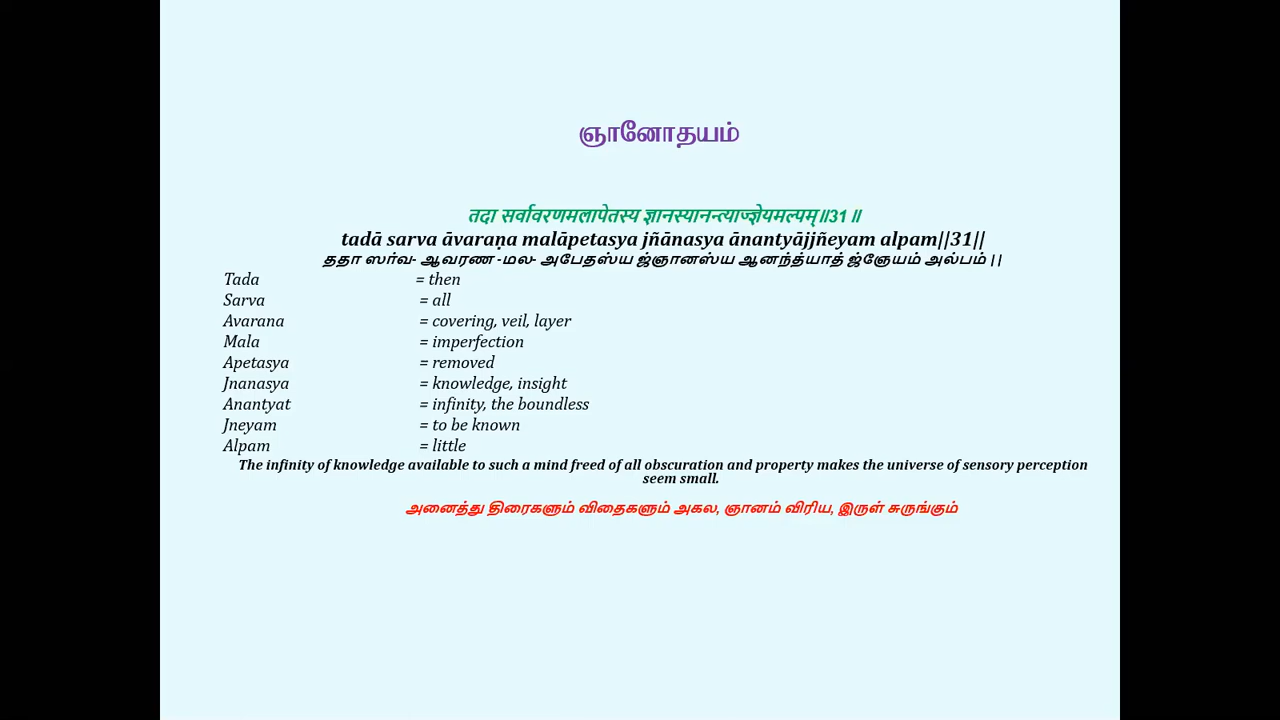 ஞானோதயம்
तदा सर्वावरणमलापेतस्य ज्ञानस्यानन्त्याज्ज्ञेयमल्पम्॥31॥
tadā sarva āvaraṇa malāpetasya jñānasya ānantyājjñeyam alpam||31||
ததா ஸர்வ- ஆவரண -மல- அபேதஸ்ய ஜ்ஞானஸ்ய ஆனந்த்யாத் ஜ்ஞேயம் அல்பம் ||
Tada = then
Sarva = all
Avarana = covering, veil, layer
Mala = imperfection
Apetasya = removed
Jnanasya = knowledge, insight
Anantyat = infinity, the boundless
Jneyam = to be known
Alpam = little
The infinity of knowledge available to such a mind freed of all obscuration and property makes the universe of sensory perception
seem small.
அனைத்து திரைகளும் விதைகளும் அகல, ஞானம் விரிய, இருள் சுருங்கும்